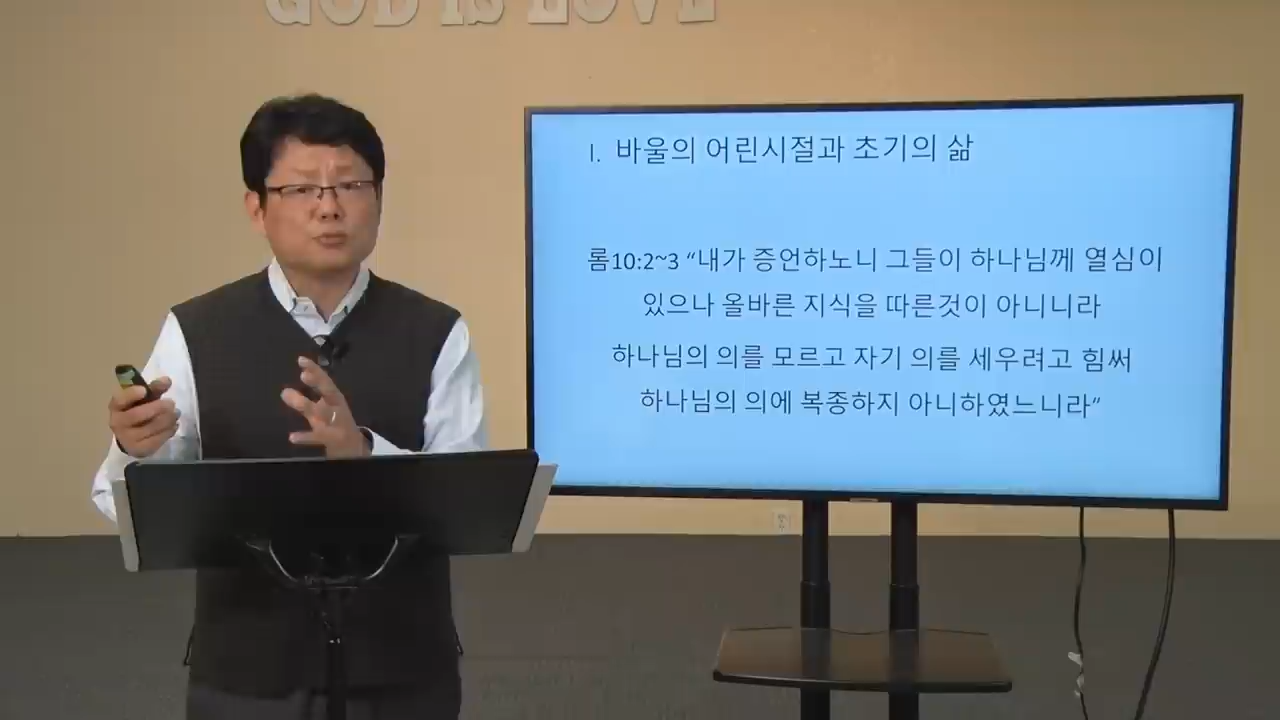 GOD IS LOVE
I. 바울의 어린시절과 초기의 삶
롬10:2~3 “내가 증언하노니 그들이 하나님께 열심이
있으나 올바른 지식을 따른것이 아니니라
하나님의 의를 모르고 자기 의를 세우려고 힘써
하나님의 의에 복종하지 아니하였느니라“